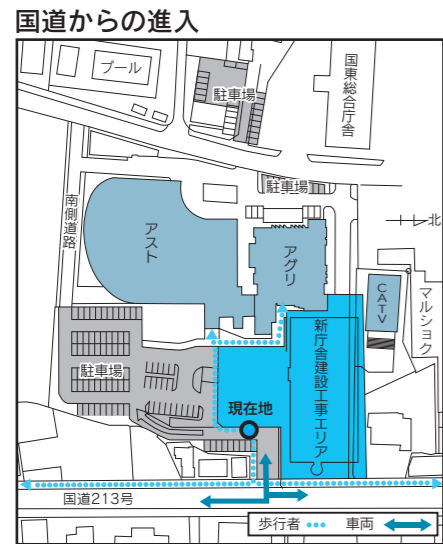 国道からの進入
プール
駐車場
国東総合庁舎
駐車場
南側道路
アスト
アグリ
北
CATV
マルショク
新庁舎建設工事エリア
駐車場
現在地
国道213号
歩行者
車両